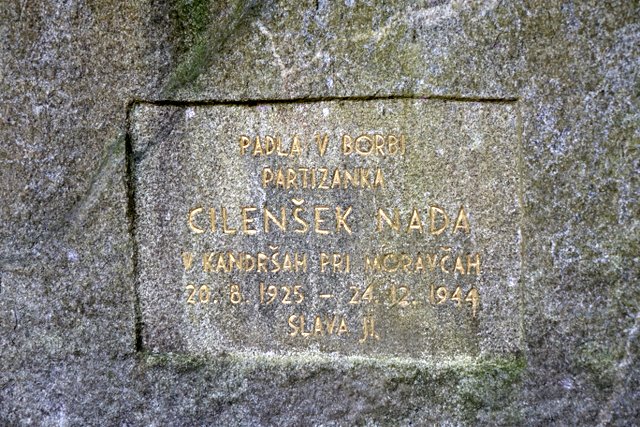 PADLA V BORBI
PARTIZANKA
CILENŠEK NADA
V KANDRŠAH PRI MORAVČAH
20. 8. 1925 – 24. 12. 1944
SLAVA JI.